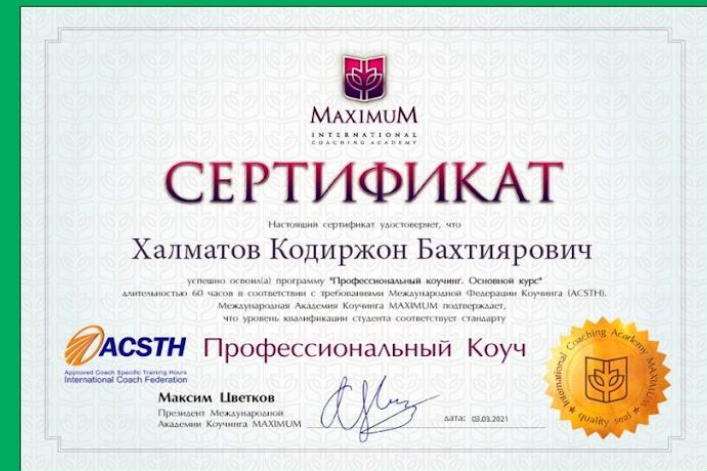 MAXIMUM
INTERNATIONAL
COACHING ACADEMY
СЕРТИФИКАТ
Настоящий сертификат удостоверяет, что
Халматов Кодиржон Бахтиярович
успешно освоил(а) программу "Профессиональный коучинг. Основной курс"
длительностью 60 часов в соответствии с требованиями Международной Федерации Коучинга (ACSTH).
Международная Академия Коучинга MAXIMUM подтверждает,
что уровень квалификации студента соответствует стандарту
ACSTH Профессиональный Коуч
Approved Coach Specific Training Hours
International Coach Federation
Максим Цветков
Президент Международной
Академии Коучинга MAXIMUM
дата: 03.03.2021
International Coaching Academy MAXIMUM
quality seal